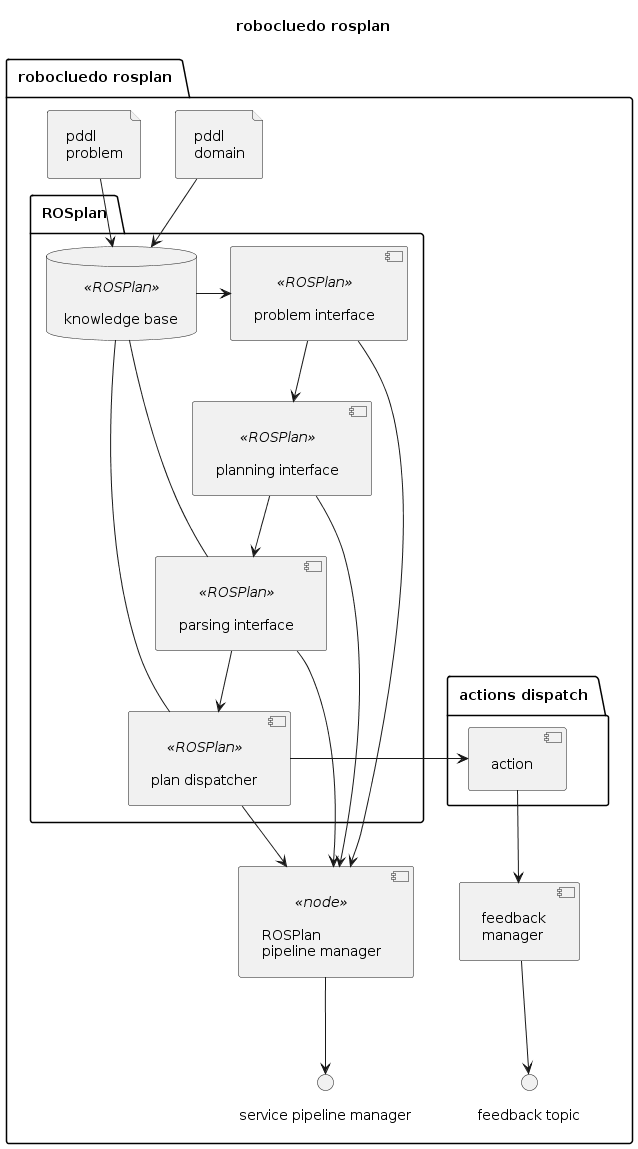 robocluedo rosplan
robocluedo rosplan
pddl
problem
pddl
domain
ROSplan
«ROSPlan»
knowledge base
«ROSPlan»
problem interface
«ROSPlan»
planning interface
«ROSPlan»
parsing interface
«ROSPlan»
plan dispatcher
actions dispatch
action
«node»
ROSPlan
pipeline manager
feedback
manager
service pipeline manager
feedback topic